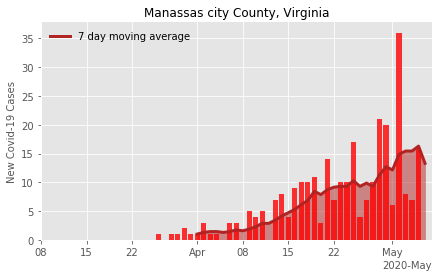 Manassas city County, Virginia
7 day moving average
New Covid-19 Cases
35
30
25
20
15
10
5
0
08 15 22 Apr 08 15 22 May
2020-May